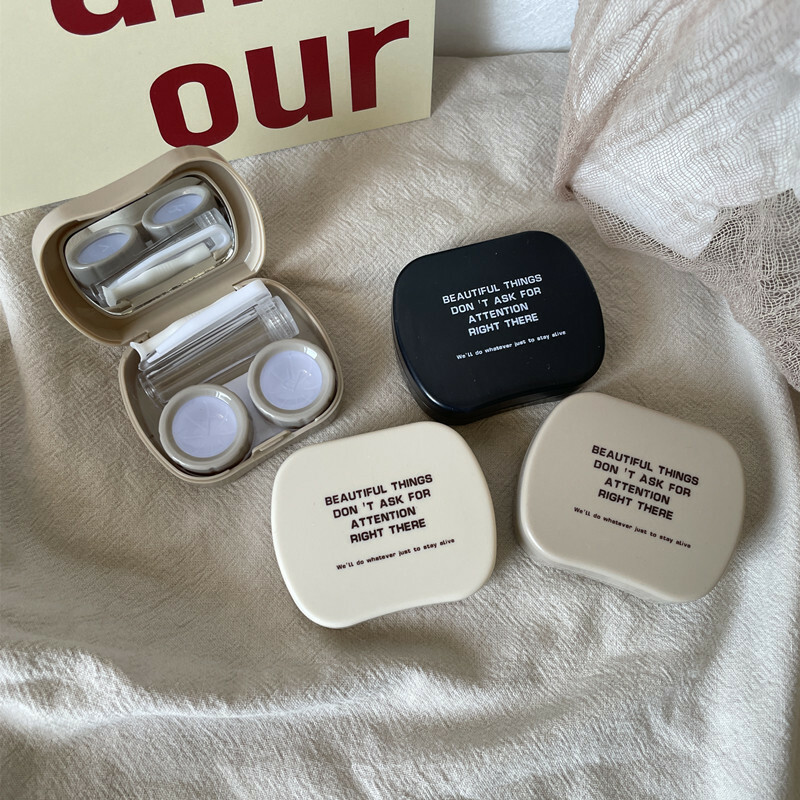 our
BEAUTIFUL THINGS
DON 'T ASK FOR
ATTENTION
RIGHT THERE
We'll do whatever just to stay alive
BEAUTIFUL THINGS
DON 'T ASK FOR
ATTENTION
RIGHT THERE
We'll do whatever just to stay alive
BEAUTIFUL THINGS
DON 'T ASK FOR
ATTENTION
RIGHT THERE
We'll do whatever just to stay alive